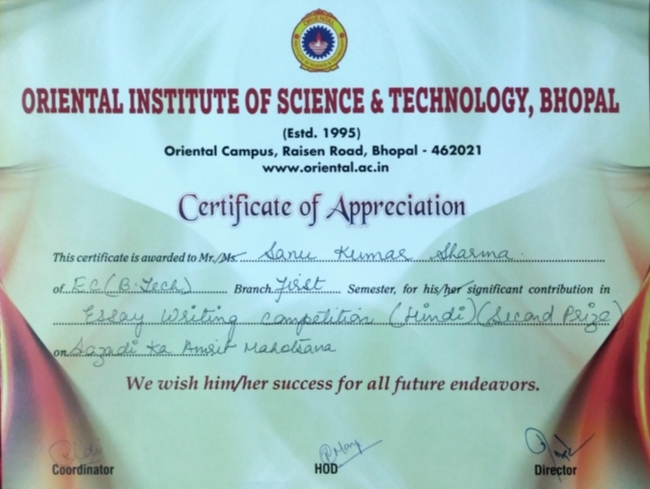 ORIENTAL
ORIENTAL INSTITUTE OF SCIENCE & TECHNOLOGY, BHOPAL
(Estd. 1995)
Oriental Campus, Raisen Road, Bhopal - 462021
www.oriental.ac.in
Certificate of Appreciation
This certificate is awarded to Mr./Ms. Sanu Kumar Sharma
of EC(B.Tech) Branch First Semester, for his/her significant contribution in
Essay Writing Competition (Hindi) (Second Prize)
on Aazadi Ka Amrit Mahotsava
We wish him/her success for all future endeavors.
Coordinator HOD Director